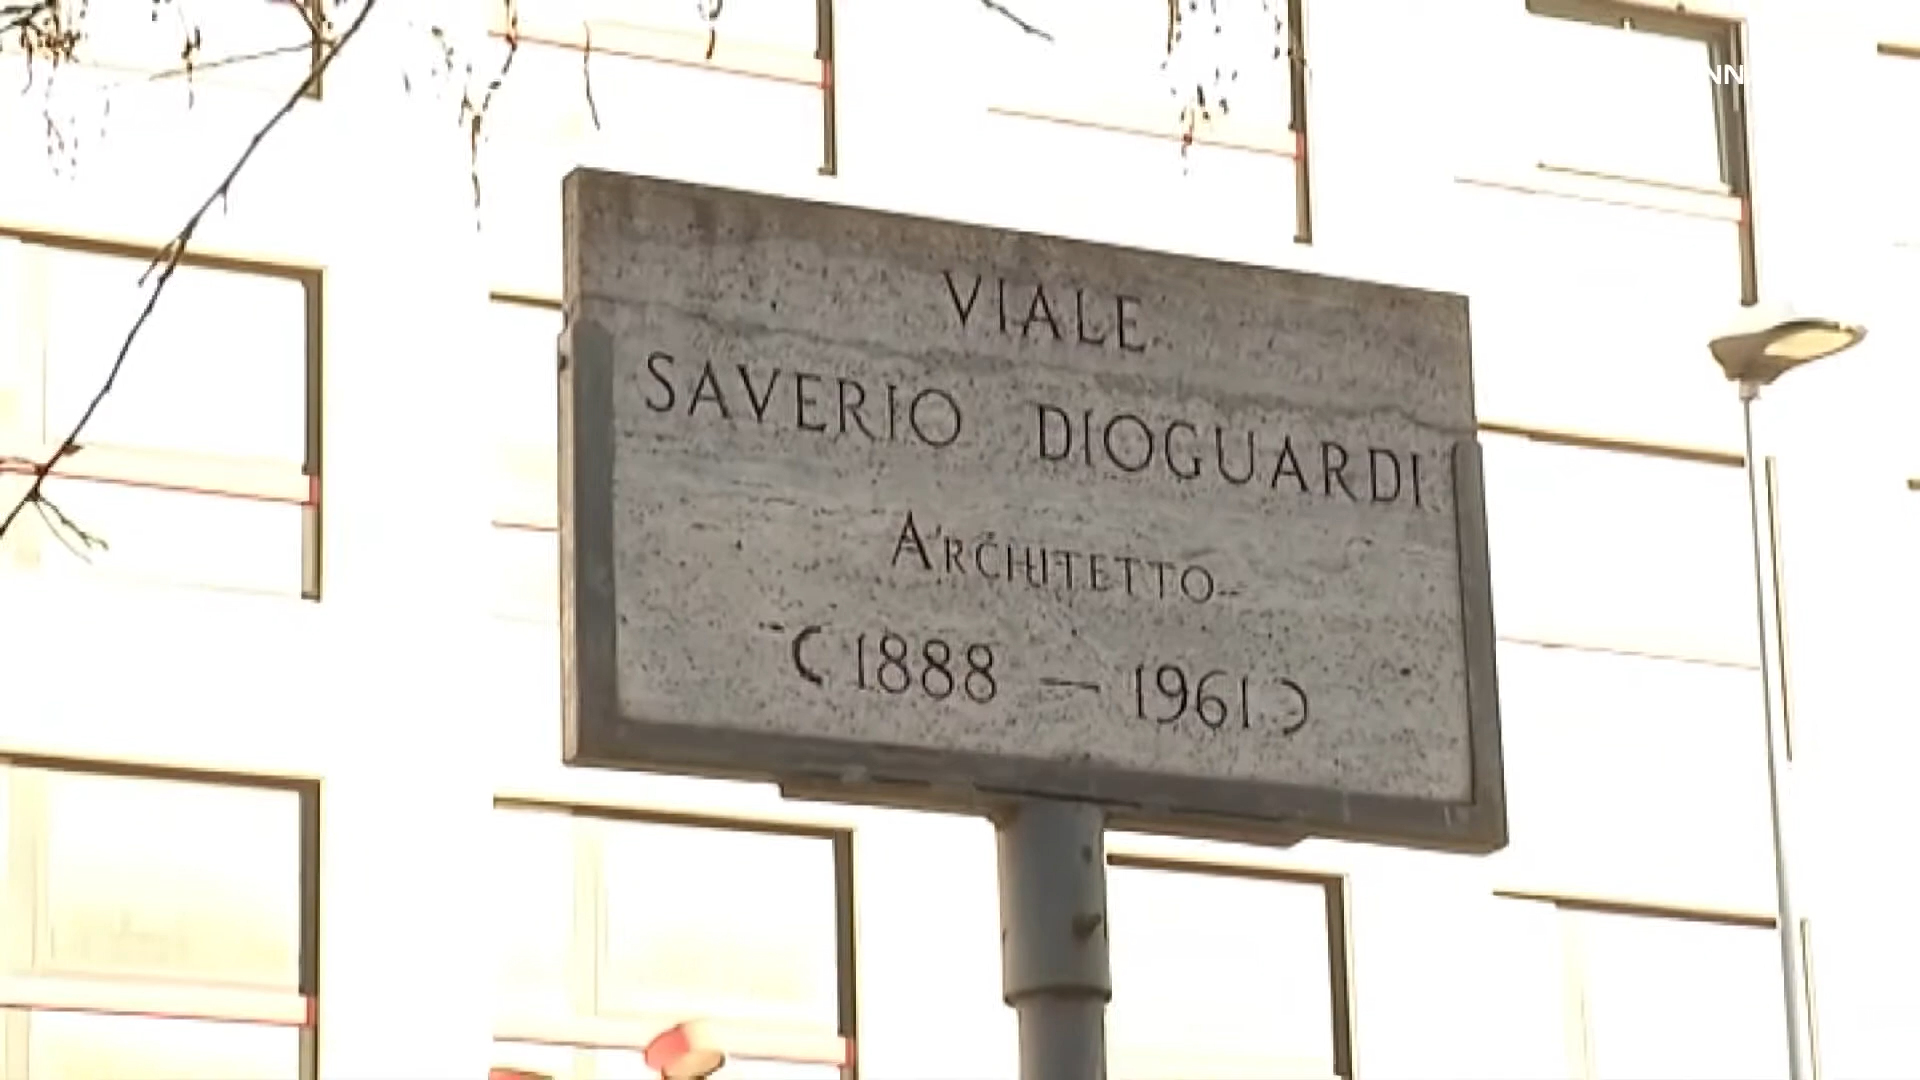 VIALE
SAVERIO DIOGUARDI
ARCHITETTO
(1888 — 1961)